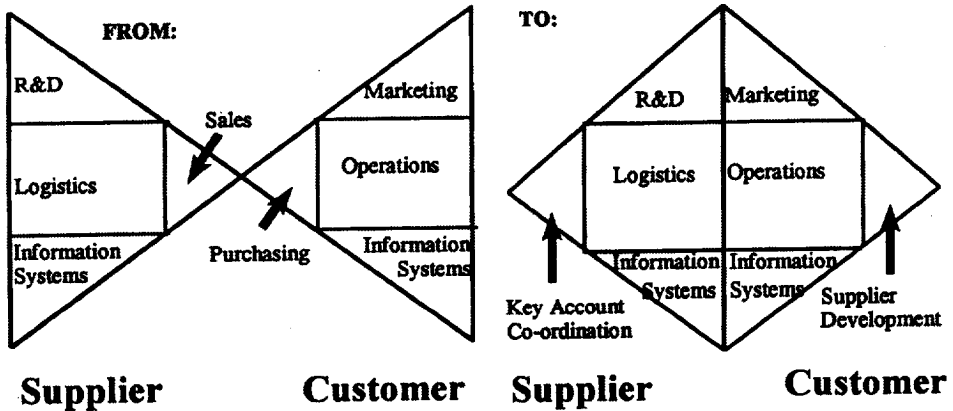 FROM:
R&D
Marketing
Sales
Logistics
Operations
Purchasing
Information
Systems
Information
Systems
Supplier
Customer
TO:
R&D
Marketing
Logistics
Operations
Information
Systems
Information
Systems
Key Account
Co-ordination
Supplier
Development
Supplier
Customer